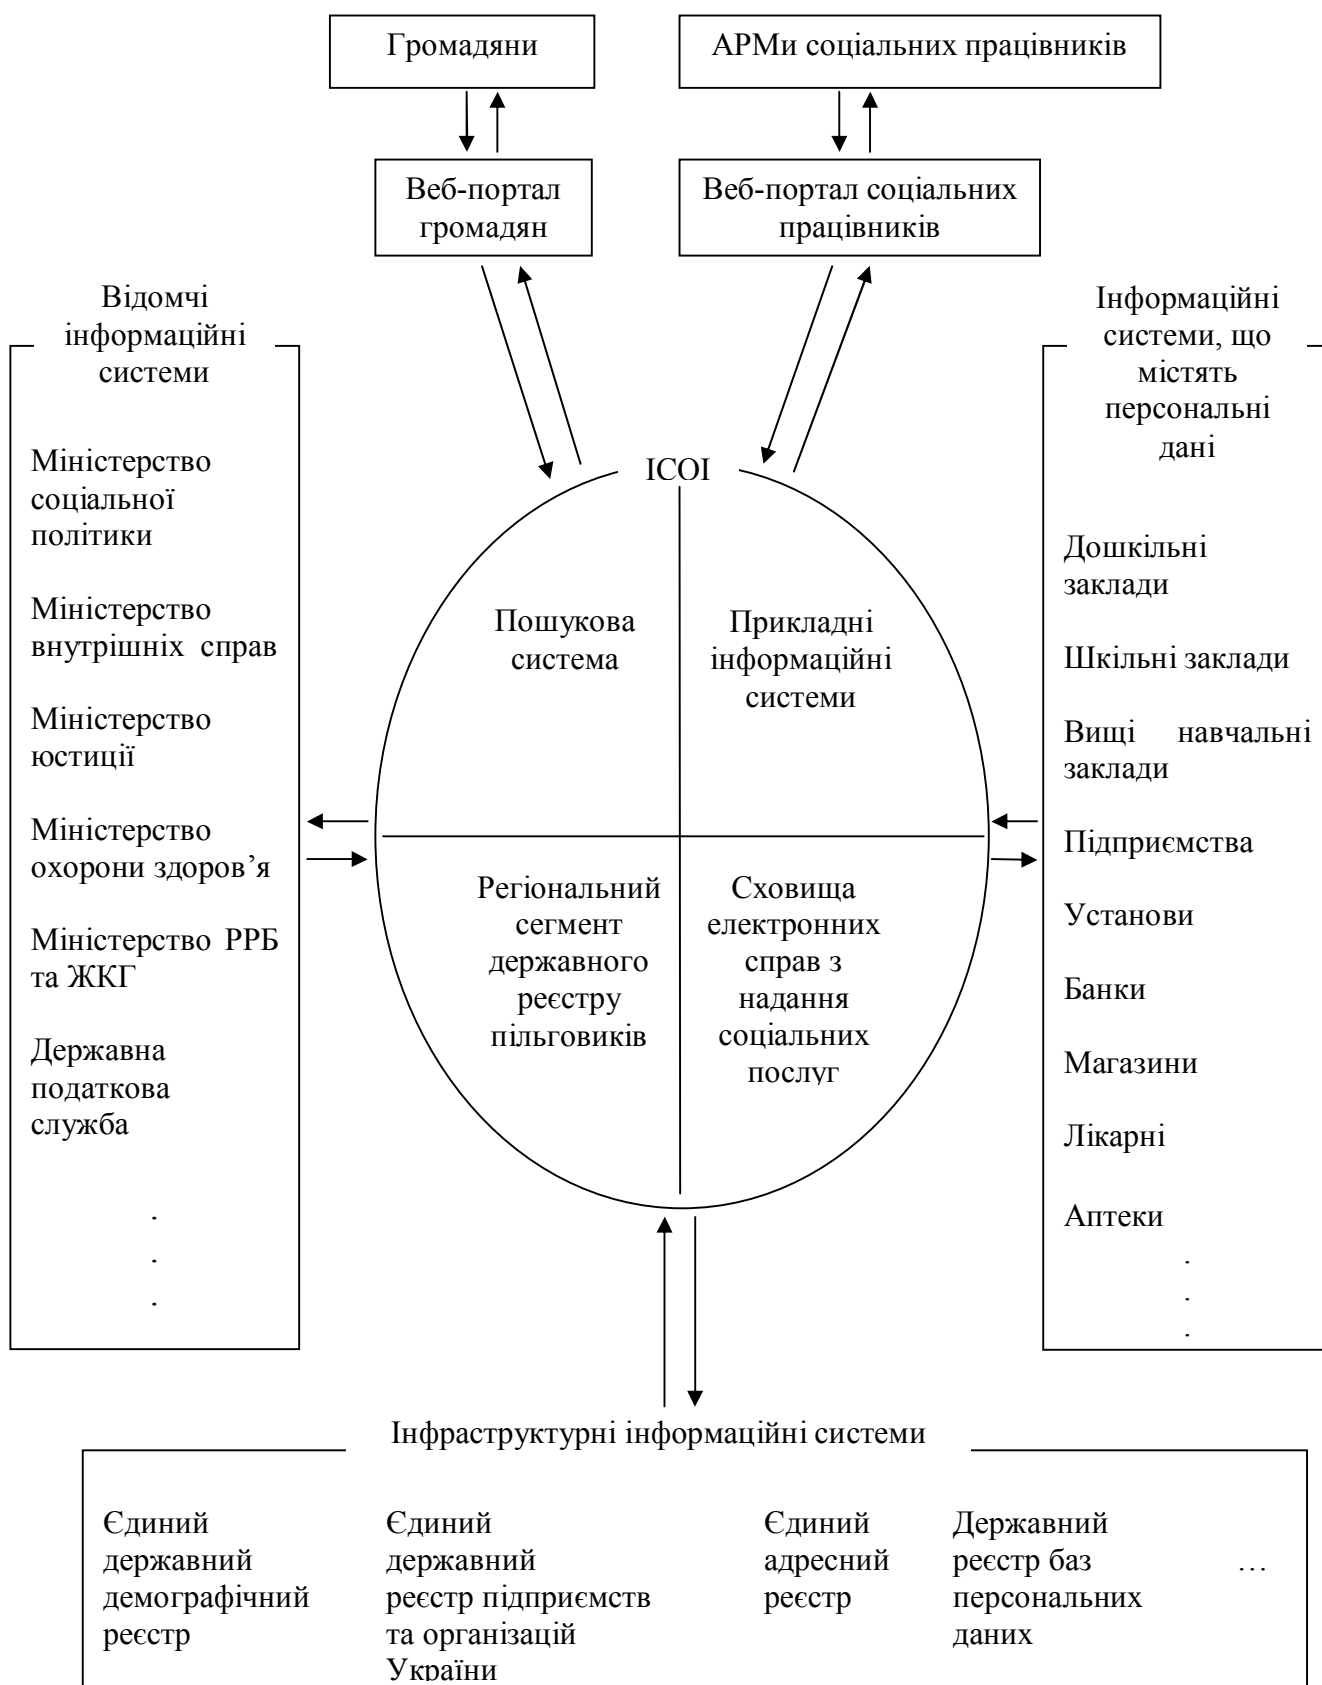 Громадяни
АРМи соціальних працівників
Веб-портал
громадян
Веб-портал соціальних
працівників
Відомчі
інформаційні
системи
Міністерство
соціальної
політики
Міністерство
внутрішніх справ
Міністерство
юстиції
Міністерство
охорони здоров’я
Міністерство РРБ
та ЖКГ
Державна
податкова
служба
.
.
.
ІСОІ
Пошукова
система
Прикладні
інформаційні
системи
Регіональний
сегмент
державного
реєстру
пільговиків
Сховища
електронних
справ з
надання
соціальних
послуг
Інформаційні
системи, що
містять
персональні
дані
Дошкільні
заклади
Шкільні заклади
Вищі навчальні
заклади
Підприємства
Установи
Банки
Магазини
Лікарні
Аптеки
.
.
.
Інфраструктурні інформаційні системи
Єдиний
державний
демографічний
реєстр
Єдиний
державний
реєстр підприємств
та організацій
України
Єдиний
адресний
реєстр
Державний
реєстр баз
персональних
даних
…